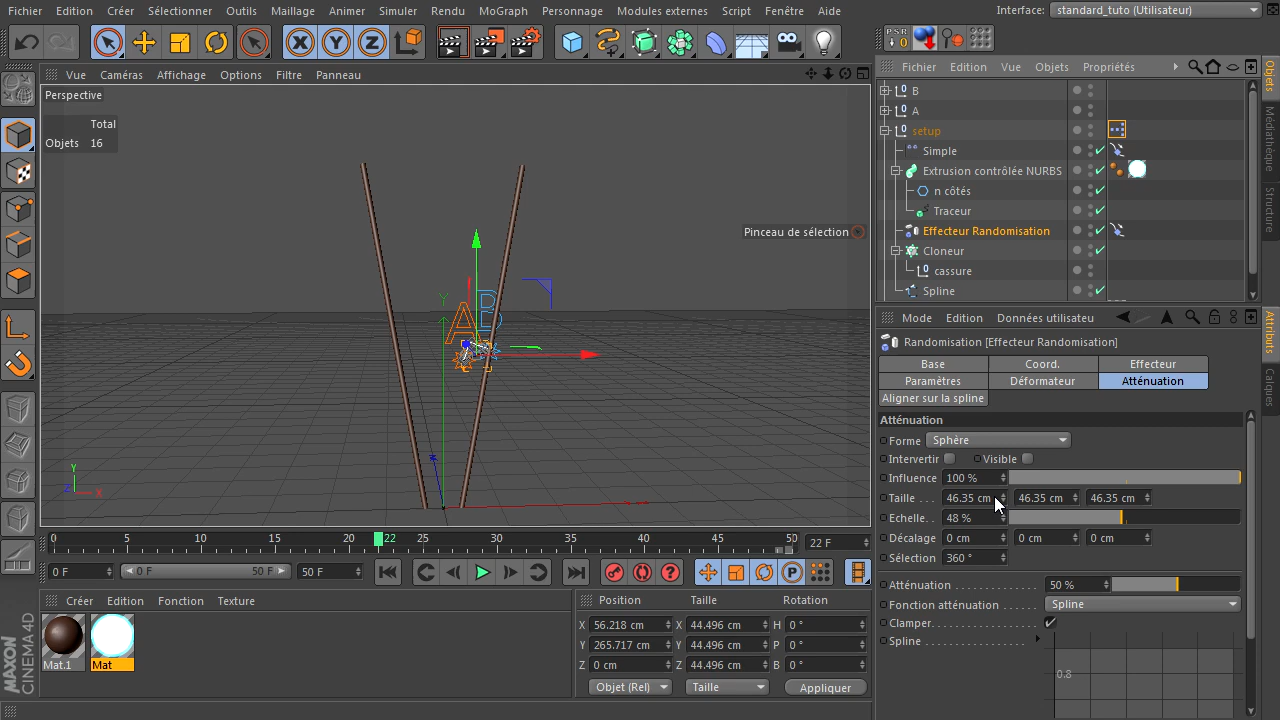 Fichier Edition Créer Sélectionner Outils Maillage Animer Simuler Rendu MoGraph Personnage Modules externes Script Fenêtre Aide Interface: standard_tuto (Utilisateur)
X Y Z PSR 0
Vue Caméras Affichage Options Filtre Panneau
Perspective
Total
Objets 16
Pinceau de sélection
Y
A B
Y
Z X
Fichier Edition Vue Objets Propriétés
B
A
setup
Simple
Extrusion contrôlée NURBS
n côtés
Traceur
Effecteur Randomisation
Cloneur
cassure
Spline
Objets
Médiathèque
Structure
Mode Edition Données utilisateu
Attributs
Calques
Randomisation [Effecteur Randomisation]
Base Coord. Effecteur
Paramètres Déformateur Atténuation
Aligner sur la spline
Atténuation
Forme Sphère
Intervertir Visible
Influence 100 %
Taille . . . 46.35 cm 46.35 cm 46.35 cm
Echelle. . 48 %
Décalage 0 cm 0 cm 0 cm
Sélection 360 °
Atténuation . . . . . . . . . . . . . 50 %
Fonction atténuation . . . . . . Spline
Clamper. . . . . . . . . . . . . . . .
Spline . . . . . . . . . . . . . . . . .
0.8
0 5 10 15 20 22 25 30 35 40 45 50 22 F
0 F 0 F 50 F 50 F
P
Créer Edition Fonction Texture
Mat.1 Mat
Position Taille Rotation
X 56.218 cm X 44.496 cm H 0 °
Y 265.717 cm Y 44.496 cm P 0 °
Z 0 cm Z 44.496 cm B 0 °
Objet (Rel) Taille Appliquer
MAXON
CINEMA 4D